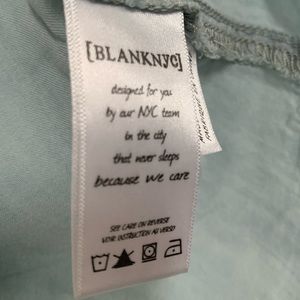 [BLANKNYC]
designed for you
by our NYC team
in the city
that never sleeps
because we care
SEE CARE ON REVERSE
VOIR INSTRUCTION AU VERSO